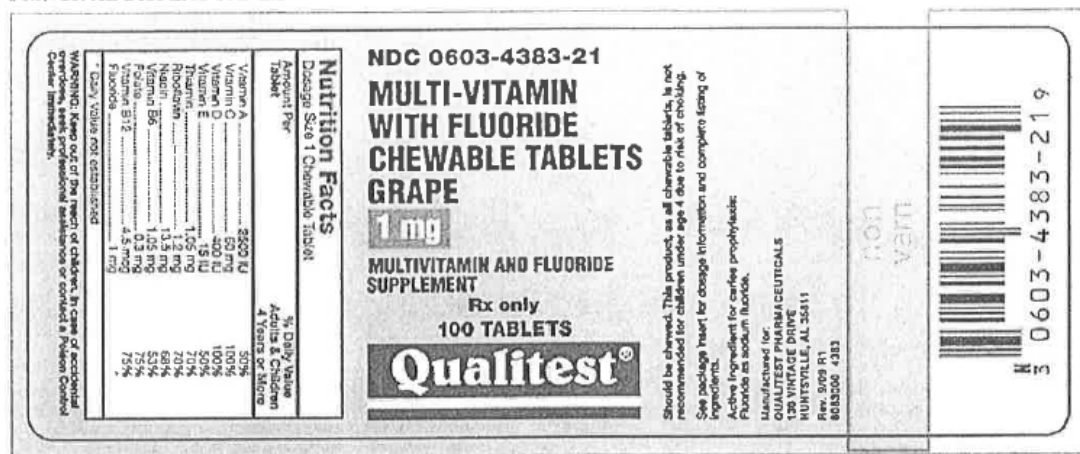 Nutrition Facts
Dosage Size 1 Chewable Tablet
Amount Per Tablet % Daily Value Adults & Children 4 Years or More
Vitamin A 2500 IU 50%
Vitamin C 60 mg 100%
Vitamin D 400 IU 100%
Vitamin E 15 IU 50%
Thiamin 1.05 mg 70%
Riboflavin 1.2 mg 70%
Niacin 13.5 mg 68%
Vitamin B6 1.05 mg 53%
Folate 0.3 mg 75%
Vitamin B12 4.5 mcg 75%
Fluoride 1 mg *
* Daily Value not established
WARNING: Keep out of the reach of children. In case of accidental
overdose, seek professional assistance or contact a Poison Control
Center immediately.
NDC 0603-4383-21
MULTI-VITAMIN
WITH FLUORIDE
CHEWABLE TABLETS
GRAPE
1 mg
MULTIVITAMIN AND FLUORIDE
SUPPLEMENT
Rx only
100 TABLETS
Qualitest®
Should be chewed. This product, as all chewable tablets, is not
recommended for children under age 4 due to risk of choking.
See package insert for dosage information and complete listing of
ingredients.
Active ingredient for caries prophylaxis:
Fluoride as sodium fluoride.
Manufactured for:
QUALITEST PHARMACEUTICALS
130 VINTAGE DRIVE
HUNTSVILLE, AL 35811
Rev. 9/09 R1
8083000 4383
non
varn
N
3 0603-4383-21 9